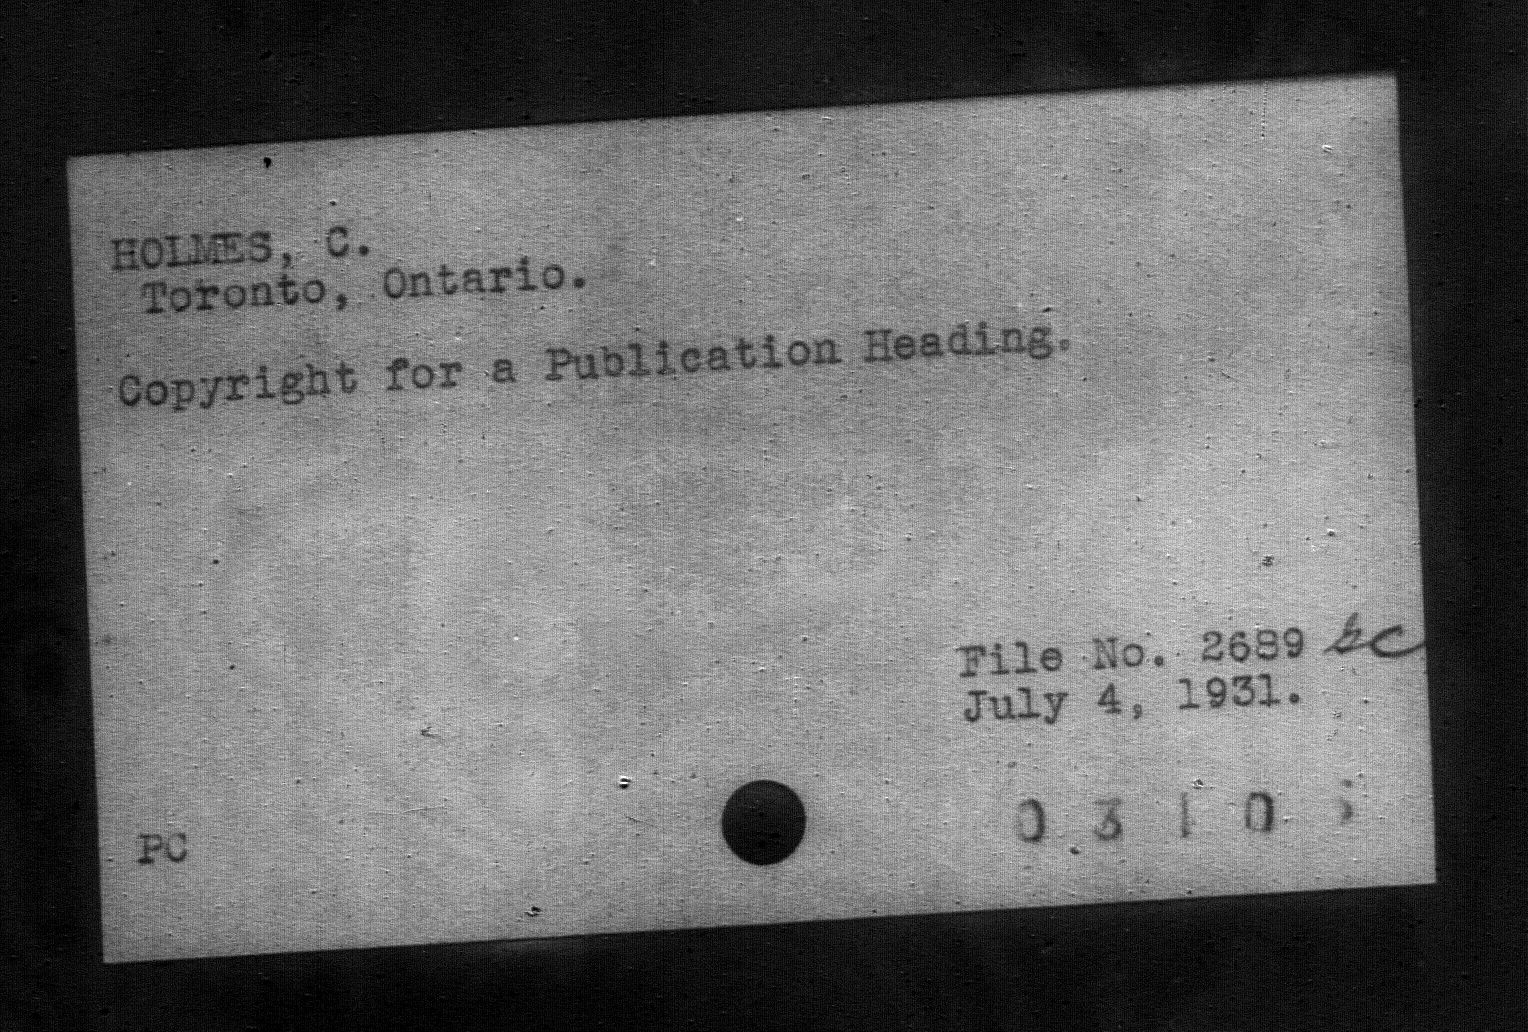 HOLMES, C.
Toronto, Ontario.
Copyright for a Publication Heading.
File No. 2689
July 4, 1931.
0 3 1 0
PC